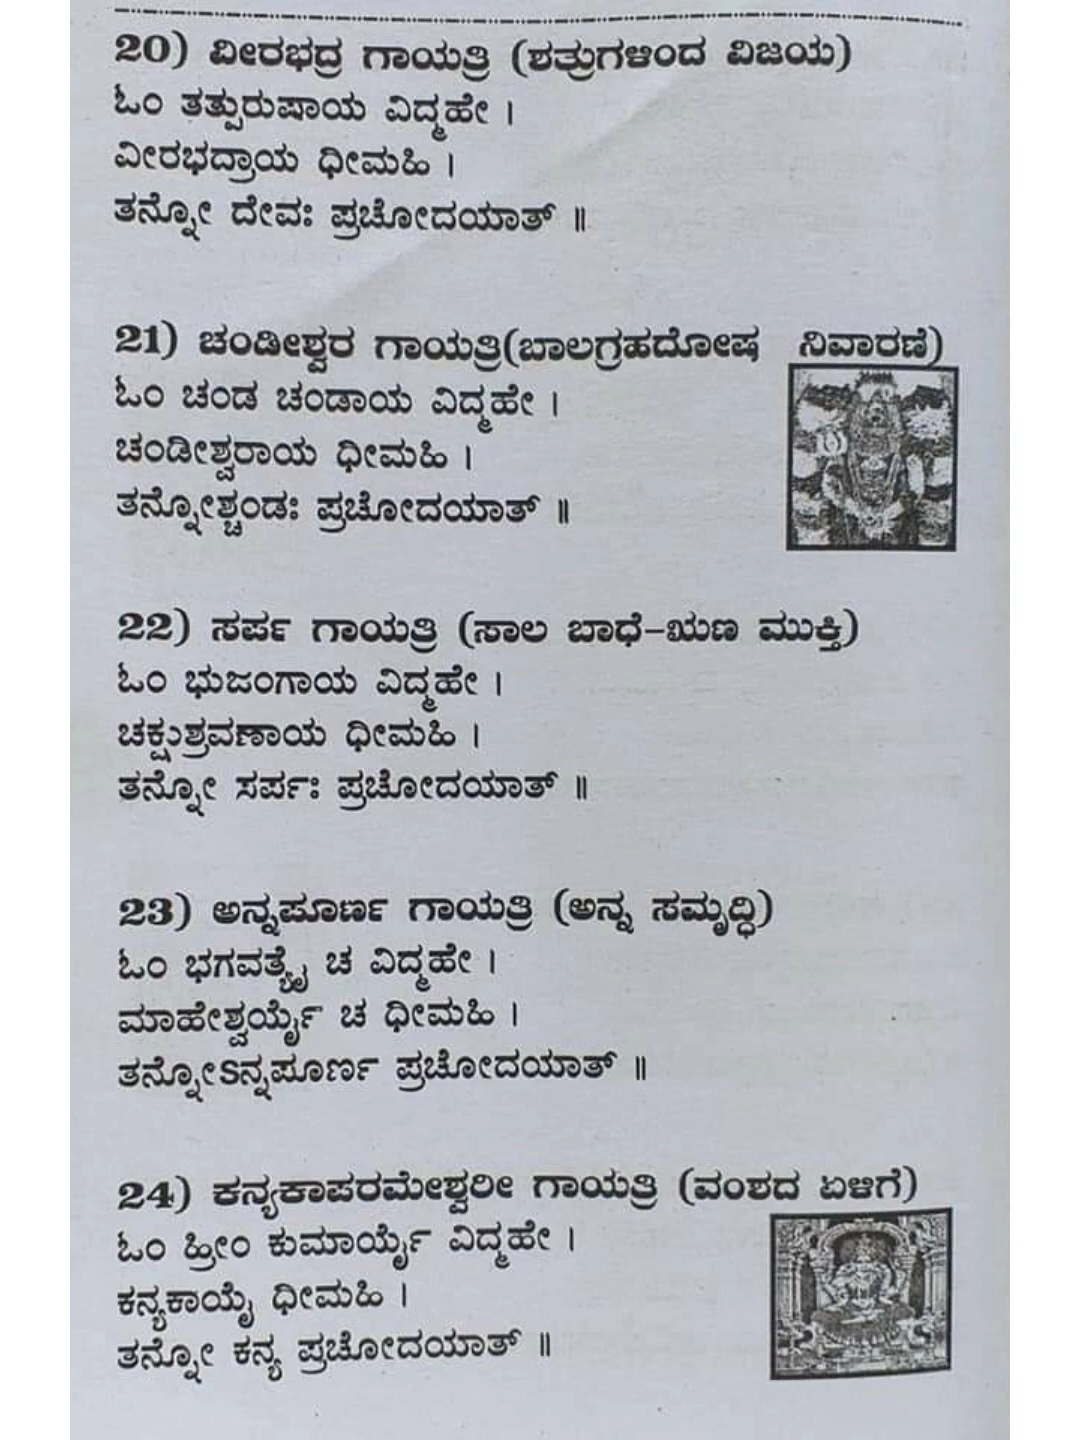 20) ವೀರಭದ್ರ ಗಾಯತ್ರಿ (ಶತ್ರುಗಳಿಂದ ವಿಜಯ)
ಓಂ ತತ್ಪುರುಷಾಯ ವಿದ್ಮಹೇ ।
ವೀರಭದ್ರಾಯ ಧೀಮಹಿ ।
ತನ್ನೋ ದೇವಃ ಪ್ರಚೋದಯಾತ್ ॥
21) ಚಂಡೀಶ್ವರ ಗಾಯತ್ರಿ(ಬಾಲಗ್ರಹದೋಷ ನಿವಾರಣೆ)
ಓಂ ಚಂಡ ಚಂಡಾಯ ವಿದ್ಮಹೇ ।
ಚಂಡೀಶ್ವರಾಯ ಧೀಮಹಿ ।
ತನ್ನೋಶ್ಚಂಡಃ ಪ್ರಚೋದಯಾತ್ ॥
22) ಸರ್ಪ ಗಾಯತ್ರಿ (ಸಾಲ ಬಾಧೆ-ಋಣ ಮುಕ್ತಿ)
ಓಂ ಭುಜಂಗಾಯ ವಿದ್ಮಹೇ ।
ಚಕ್ಷುಶ್ರವಣಾಯ ಧೀಮಹಿ ।
ತನ್ನೋ ಸರ್ಪಃ ಪ್ರಚೋದಯಾತ್ ॥
23) ಅನ್ನಪೂರ್ಣ ಗಾಯತ್ರಿ (ಅನ್ನ ಸಮೃದ್ಧಿ)
ಓಂ ಭಗವತ್ಯೈ ಚ ವಿದ್ಮಹೇ ।
ಮಾಹೇಶ್ವರ್ಯೈ ಚ ಧೀಮಹಿ ।
ತನ್ನೋಽನ್ನಪೂರ್ಣ ಪ್ರಚೋದಯಾತ್ ॥
24) ಕನ್ಯಕಾಪರಮೇಶ್ವರೀ ಗಾಯತ್ರಿ (ವಂಶದ ಏಳಿಗೆ)
ಓಂ ಹ್ರೀಂ ಕುಮಾರ್ಯೈ ವಿದ್ಮಹೇ ।
ಕನ್ಯಕಾಯೈ ಧೀಮಹಿ ।
ತನ್ನೋ ಕನ್ಯ ಪ್ರಚೋದಯಾತ್ ॥